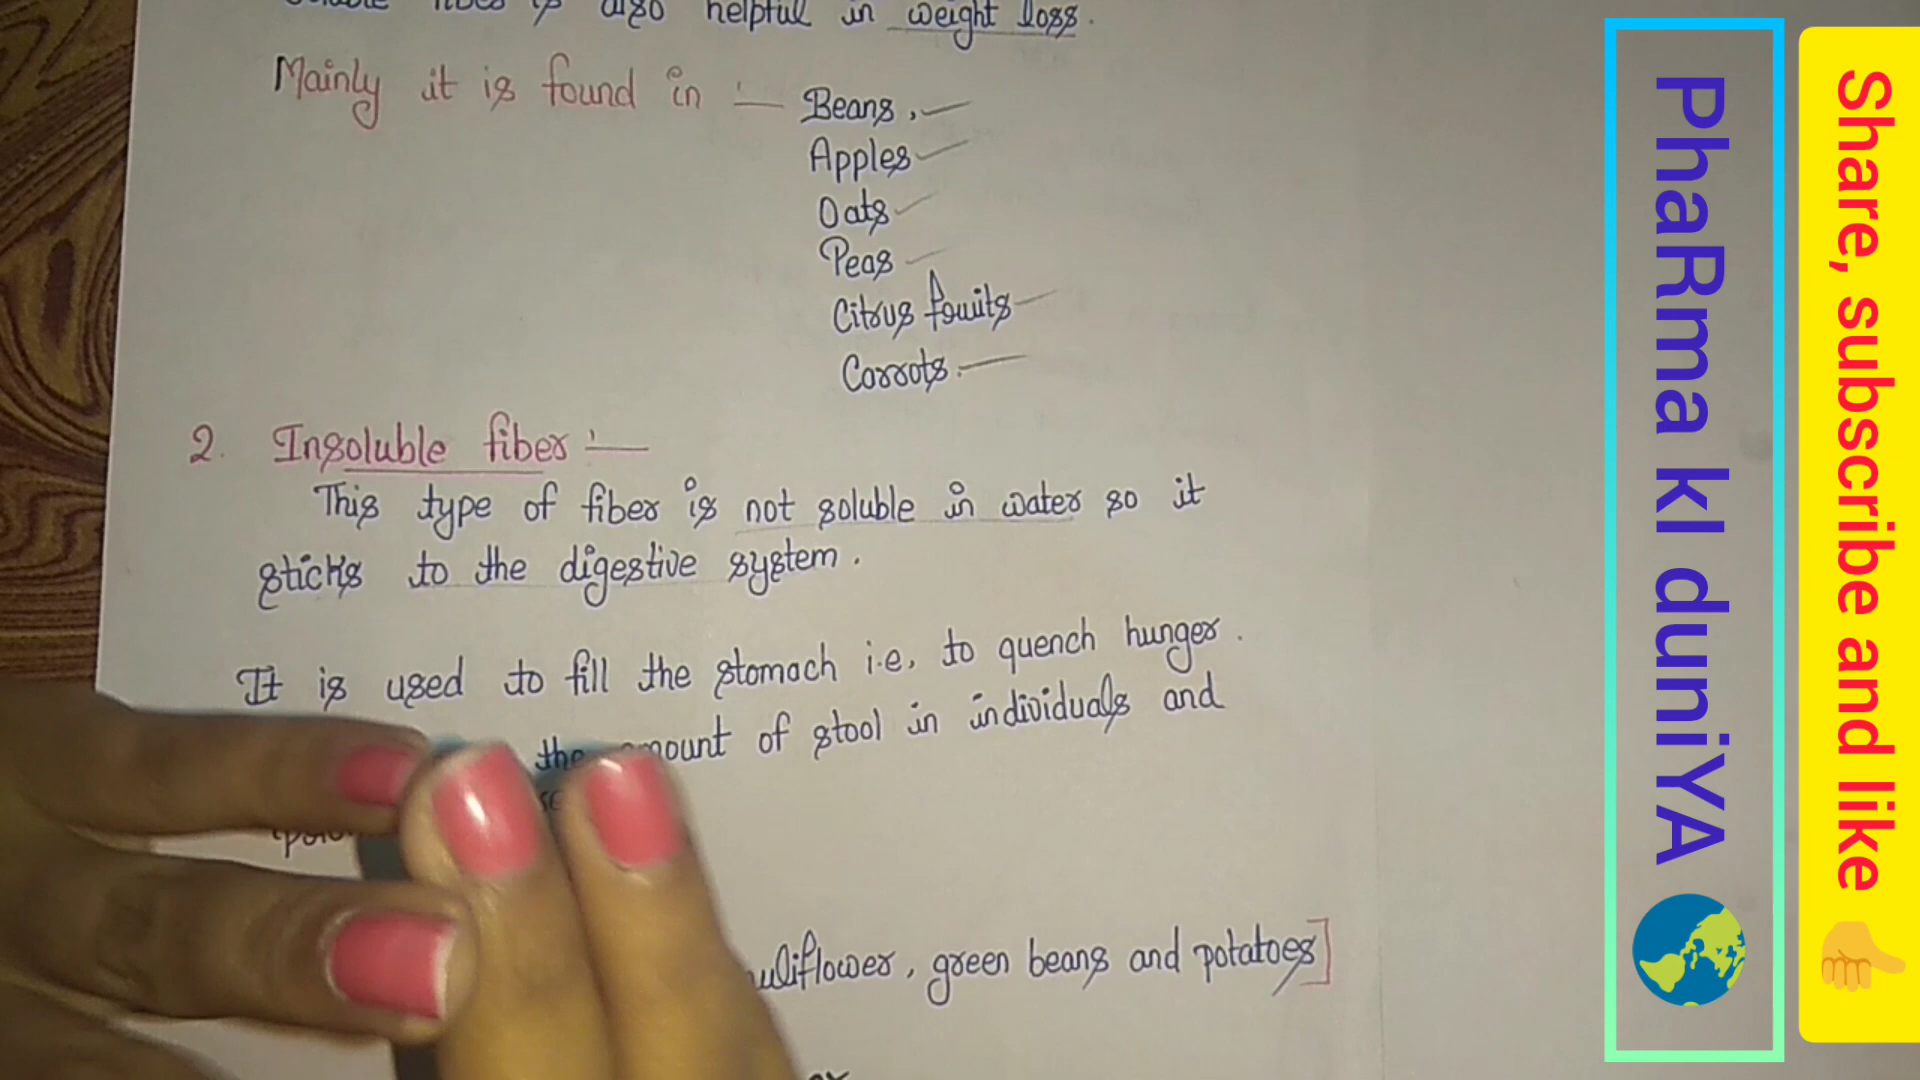 is also helpful in weight loss.
Mainly it is found in :—
Beans.
Apples
Oats
Peas
Citrus fruits
Carrots.
2. Insoluble fiber :—
This type of fiber is not soluble in water so it
sticks to the digestive system.
It is used to fill the stomach i.e, to quench hunger.
the amount of stool in individuals and
cauliflower, green beans and potatoes]
PhaRma kI duniYA 🌍
Share, subscribe and like 👍